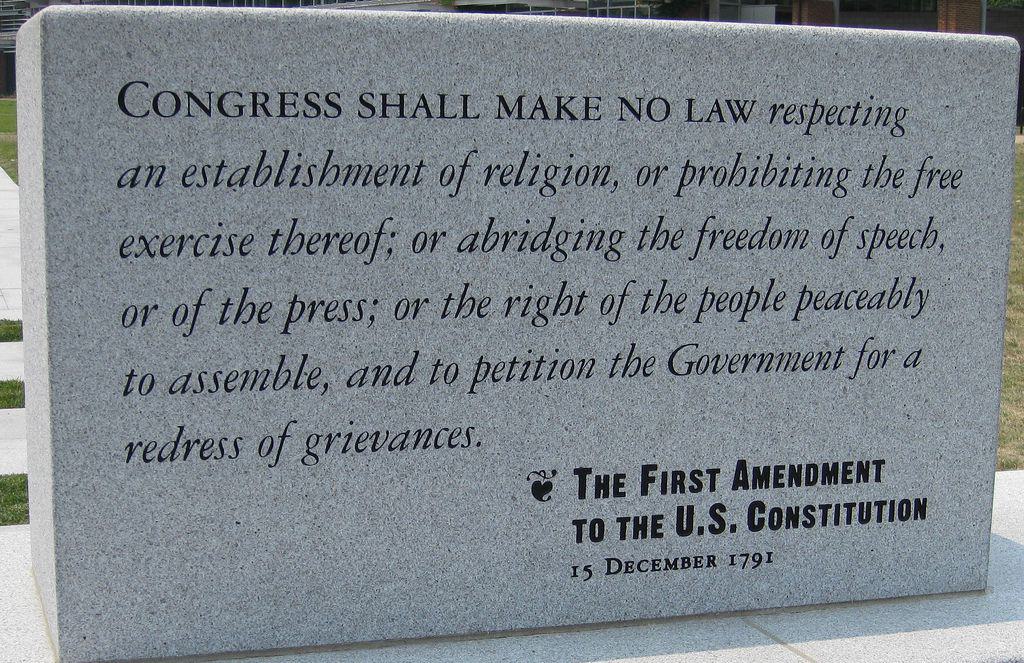 CONGRESS SHALL MAKE NO LAW respecting
an establishment of religion, or prohibiting the free
exercise thereof; or abridging the freedom of speech,
or of the press; or the right of the people peaceably
to assemble, and to petition the Government for a
redress of grievances.
THE FIRST AMENDMENT
TO THE U.S. CONSTITUTION
15 DECEMBER 1791